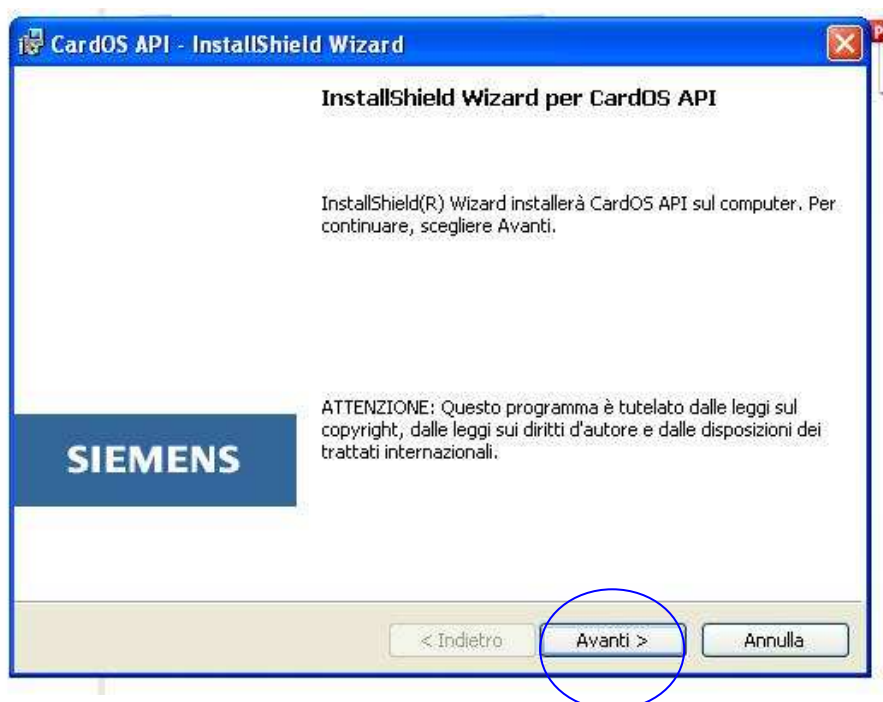 CardOS API - InstallShield Wizard
InstallShield Wizard per CardOS API
InstallShield(R) Wizard installerà CardOS API sul computer. Per
continuare, scegliere Avanti.
ATTENZIONE: Questo programma è tutelato dalle leggi sul
copyright, dalle leggi sui diritti d'autore e dalle disposizioni dei
trattati internazionali.
SIEMENS
< Indietro
Avanti >
Annulla